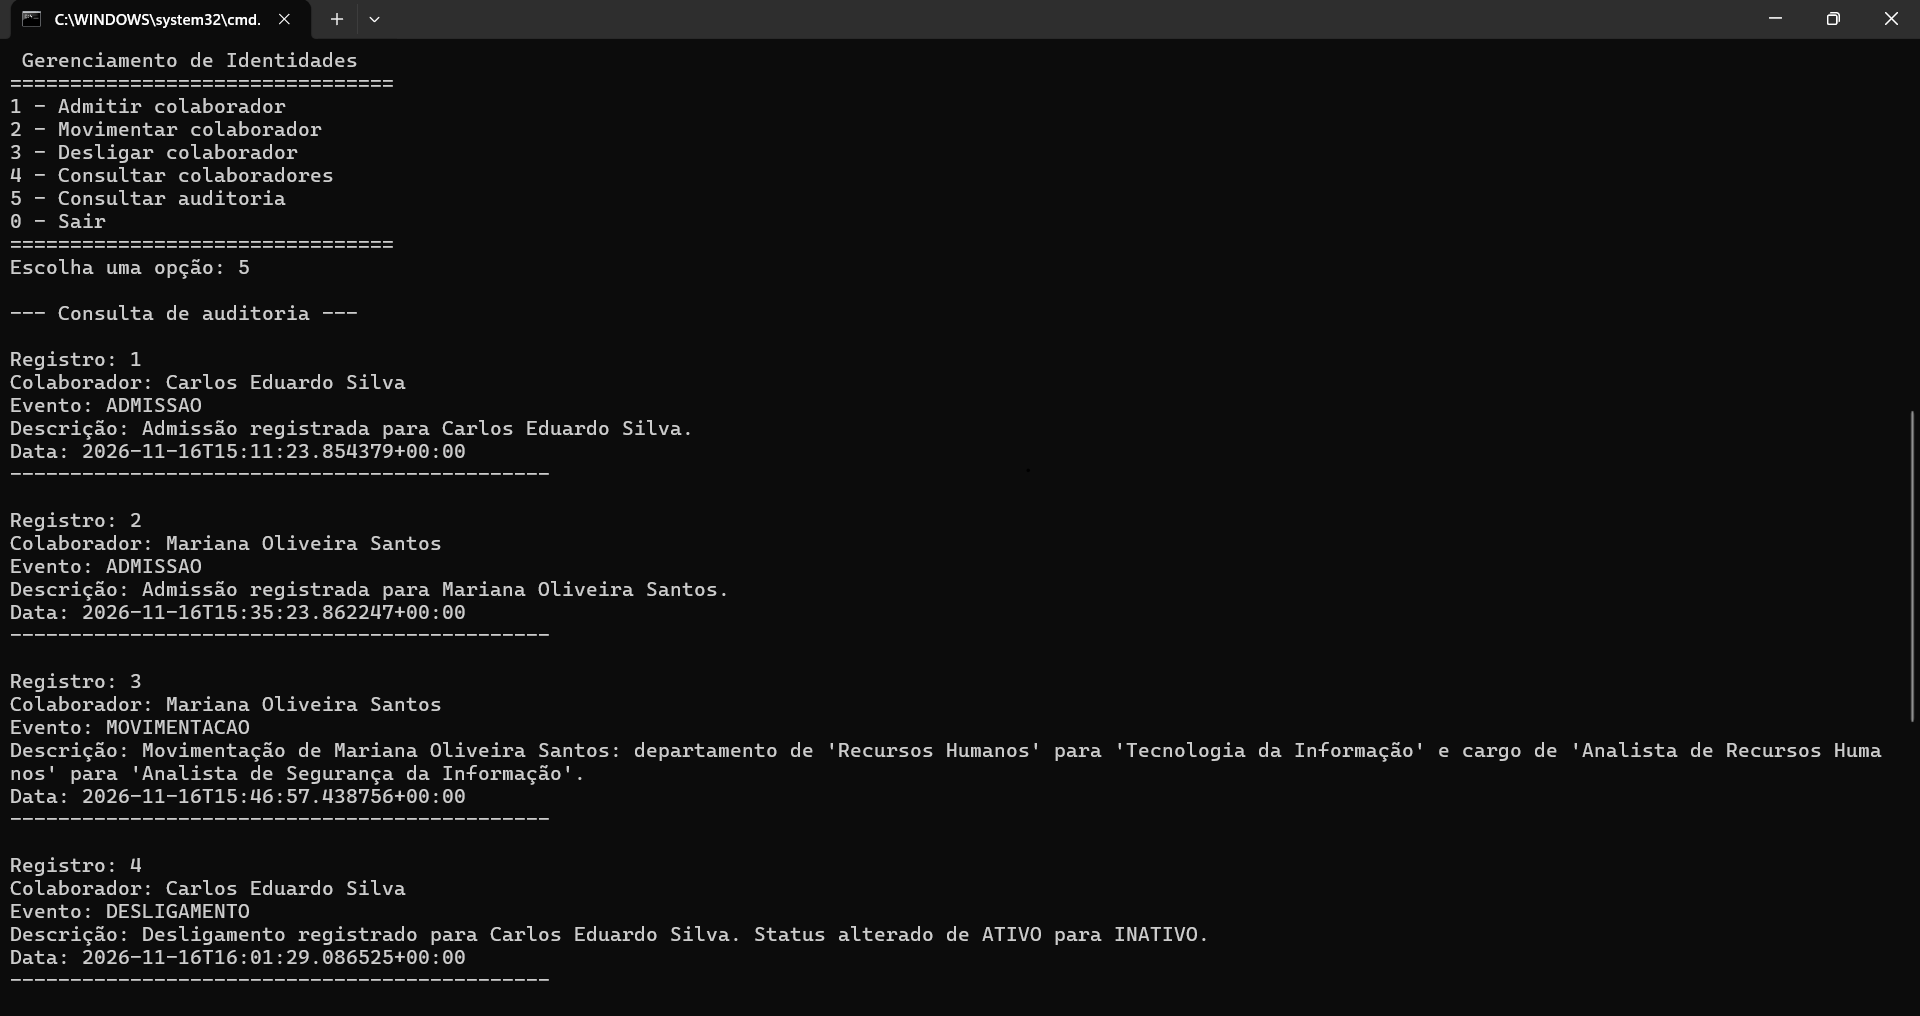 C:\WINDOWS\system32\cmd.
Gerenciamento de Identidades
================================
1 - Admitir colaborador
2 - Movimentar colaborador
3 - Desligar colaborador
4 - Consultar colaboradores
5 - Consultar auditoria
0 - Sair
================================
Escolha uma opção: 5
--- Consulta de auditoria ---
Registro: 1
Colaborador: Carlos Eduardo Silva
Evento: ADMISSAO
Descrição: Admissão registrada para Carlos Eduardo Silva.
Data: 2026-11-16T15:11:23.854379+00:00
---------------------------------------------
Registro: 2
Colaborador: Mariana Oliveira Santos
Evento: ADMISSAO
Descrição: Admissão registrada para Mariana Oliveira Santos.
Data: 2026-11-16T15:35:23.862247+00:00
---------------------------------------------
Registro: 3
Colaborador: Mariana Oliveira Santos
Evento: MOVIMENTACAO
Descrição: Movimentação de Mariana Oliveira Santos: departamento de 'Recursos Humanos' para 'Tecnologia da Informação' e cargo de 'Analista de Recursos Huma
nos' para 'Analista de Segurança da Informação'.
Data: 2026-11-16T15:46:57.438756+00:00
---------------------------------------------
Registro: 4
Colaborador: Carlos Eduardo Silva
Evento: DESLIGAMENTO
Descrição: Desligamento registrado para Carlos Eduardo Silva. Status alterado de ATIVO para INATIVO.
Data: 2026-11-16T16:01:29.086525+00:00
---------------------------------------------